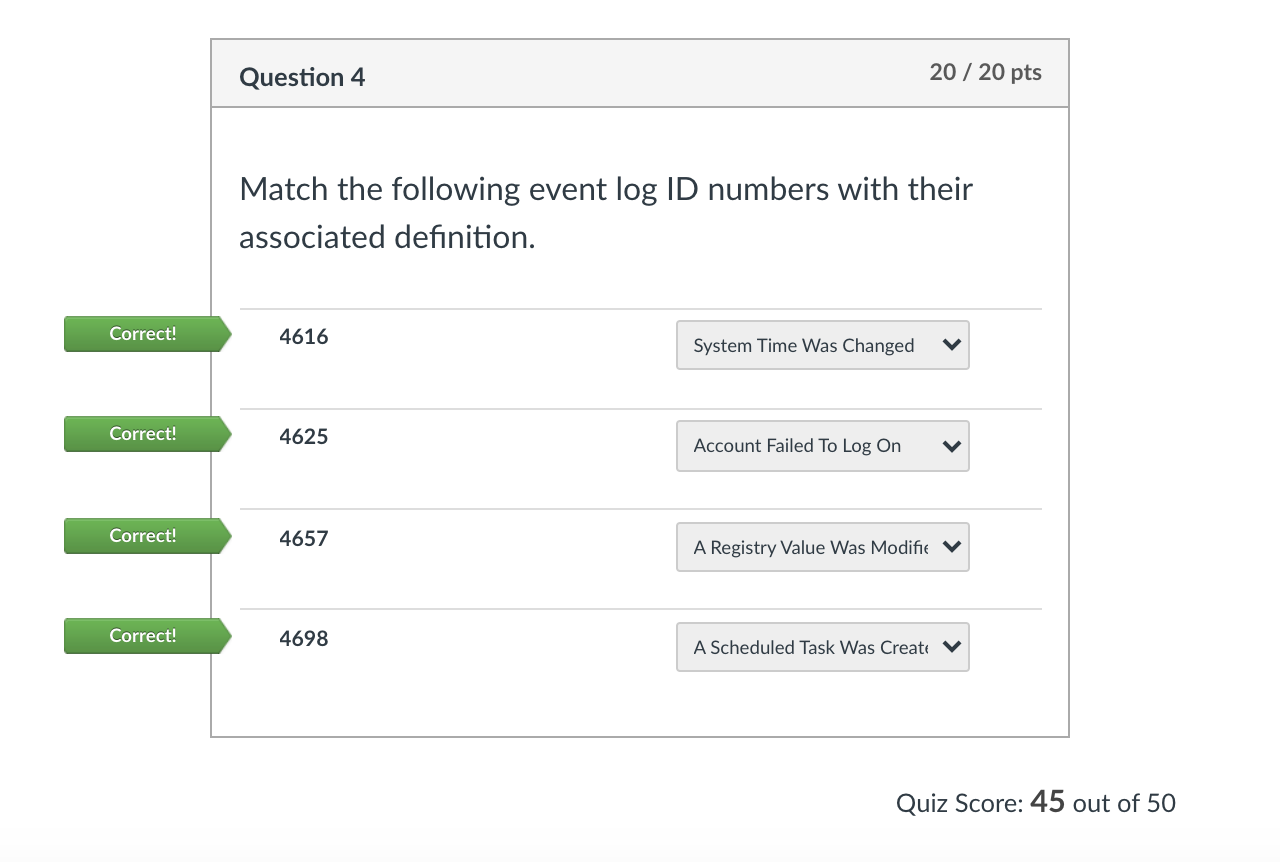 Question 4
20 / 20 pts
Match the following event log ID numbers with their
associated definition.
Correct!
4616
System Time Was Changed
Correct!
4625
Account Failed To Log On
Correct!
4657
A Registry Value Was Modifie
Correct!
4698
A Scheduled Task Was Create
Quiz Score: 45 out of 50